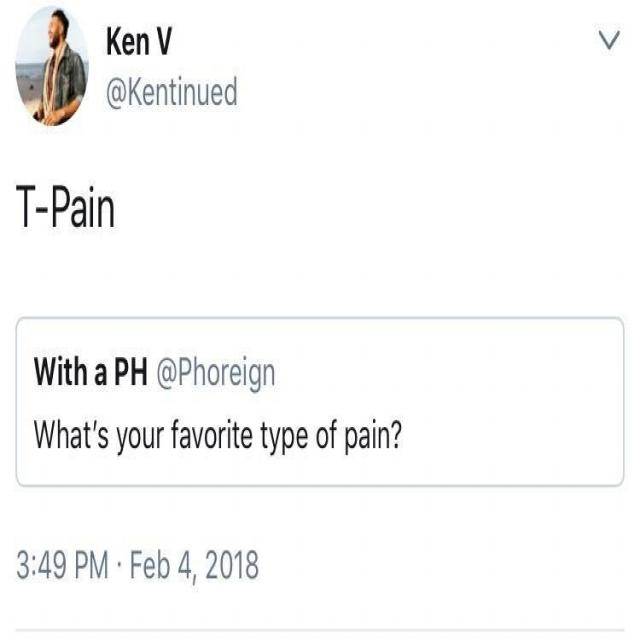 Ken V
@Kentinued
T-Pain
With a PH @Phoreign
What's your favorite type of pain?
3:49 PM · Feb 4, 2018